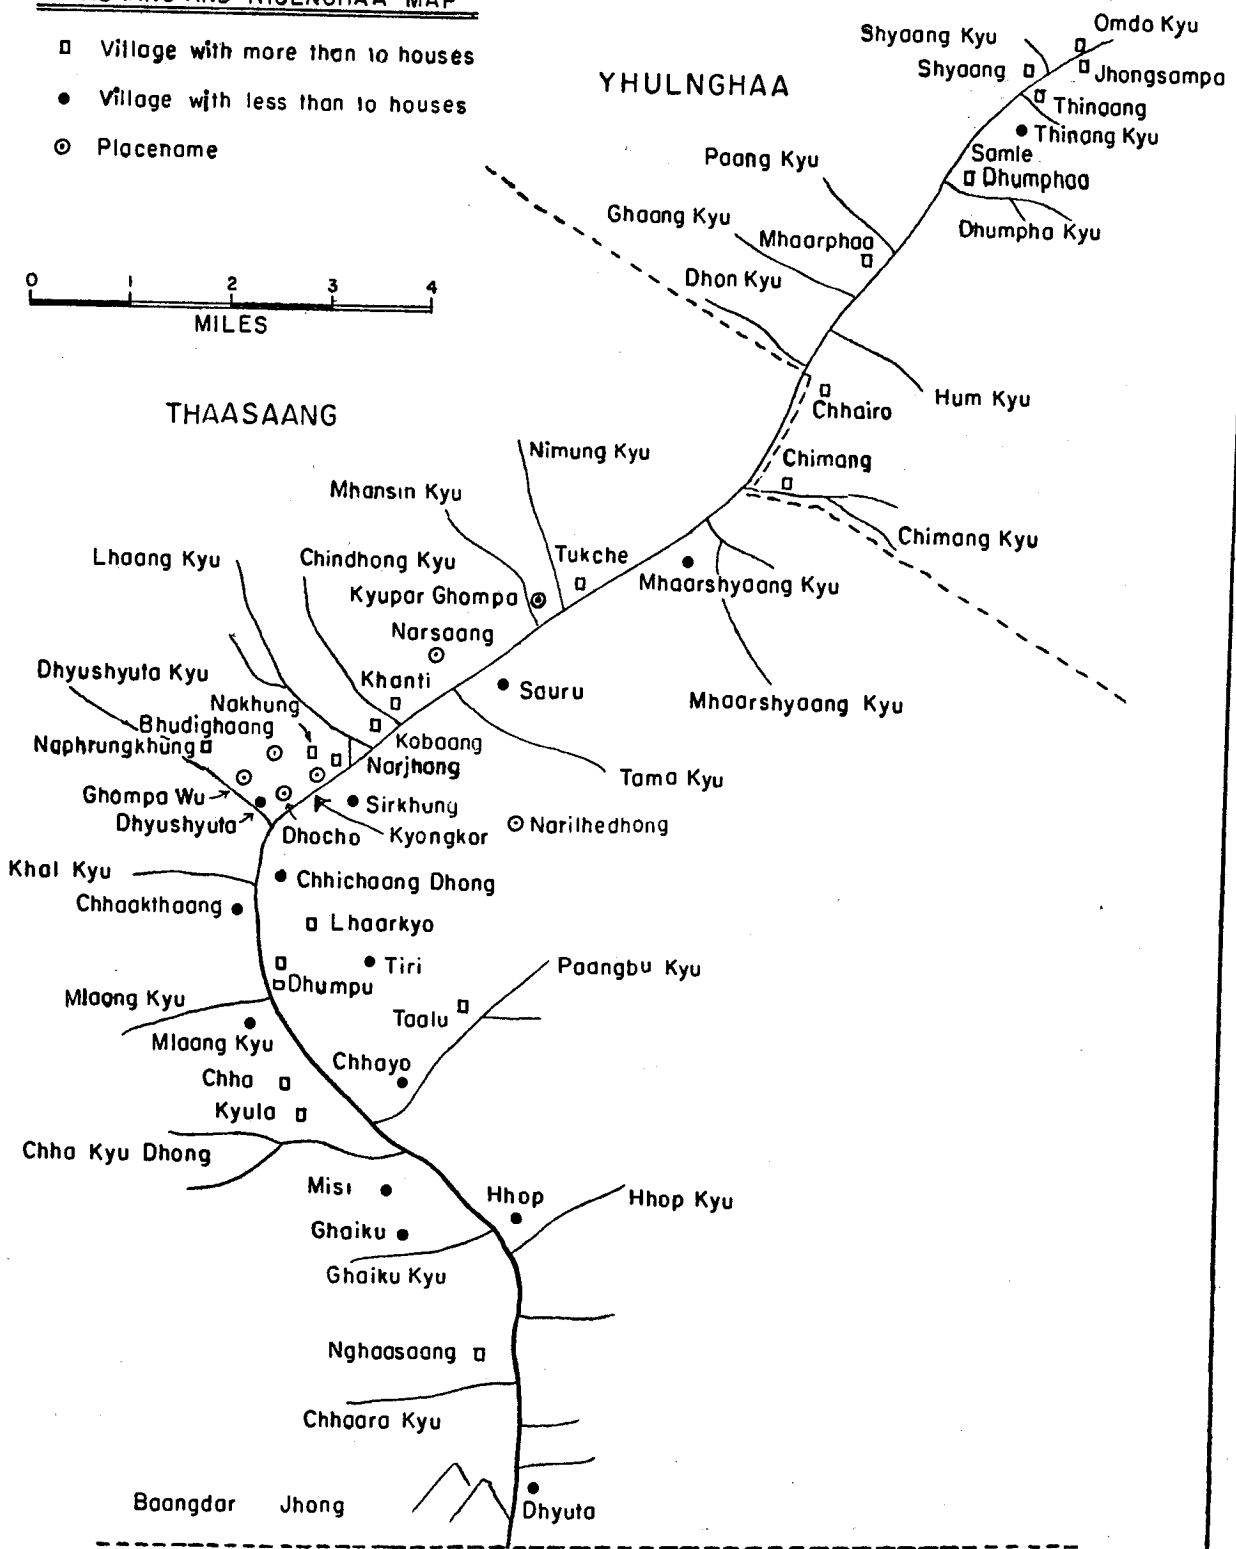 AND YHULNGHAA MAP
Village with more than 10 houses
Village with less than 10 houses
Placename
0 1 2 3 4
MILES
YHULNGHAA
Shyaang Kyu
Omdo Kyu
Shyaang
Jhongsampa
Thinaang
Thinang Kyu
Samle
Dhumphaa
Dhumpha Kyu
Paang Kyu
Ghaang Kyu
Mhaarphaa
Dhon Kyu
Hum Kyu
Chhairo
THAASAANG
Chimang
Chimang Kyu
Nimung Kyu
Mhansin Kyu
Tukche
Mhaarshyaang Kyu
Mhaarshyaang Kyu
Lhaang Kyu
Chindhong Kyu
Kyupar Ghompa
Narsaang
Khanti
Sauru
Dhyushyuta Kyu
Nakhung
Bhudighaang
Naphrungkhung
Kobaang
Narjhang
Tama Kyu
Ghompa Wu
Sirkhung
Dhyushyuta
Dhocho
Kyongkor
Narilhedhong
Khal Kyu
Chhichaang Dhong
Chhaakthaang
Lhaarkyo
Tiri
Dhumpu
Paangbu Kyu
Mlaang Kyu
Taalu
Mlaang Kyu
Chhayo
Chha
Kyula
Chha Kyu Dhong
Misi
Hhop
Hhop Kyu
Ghaiku
Ghaiku Kyu
Nghaasaang
Chhaara Kyu
Baangdar Jhong
Dhyuta